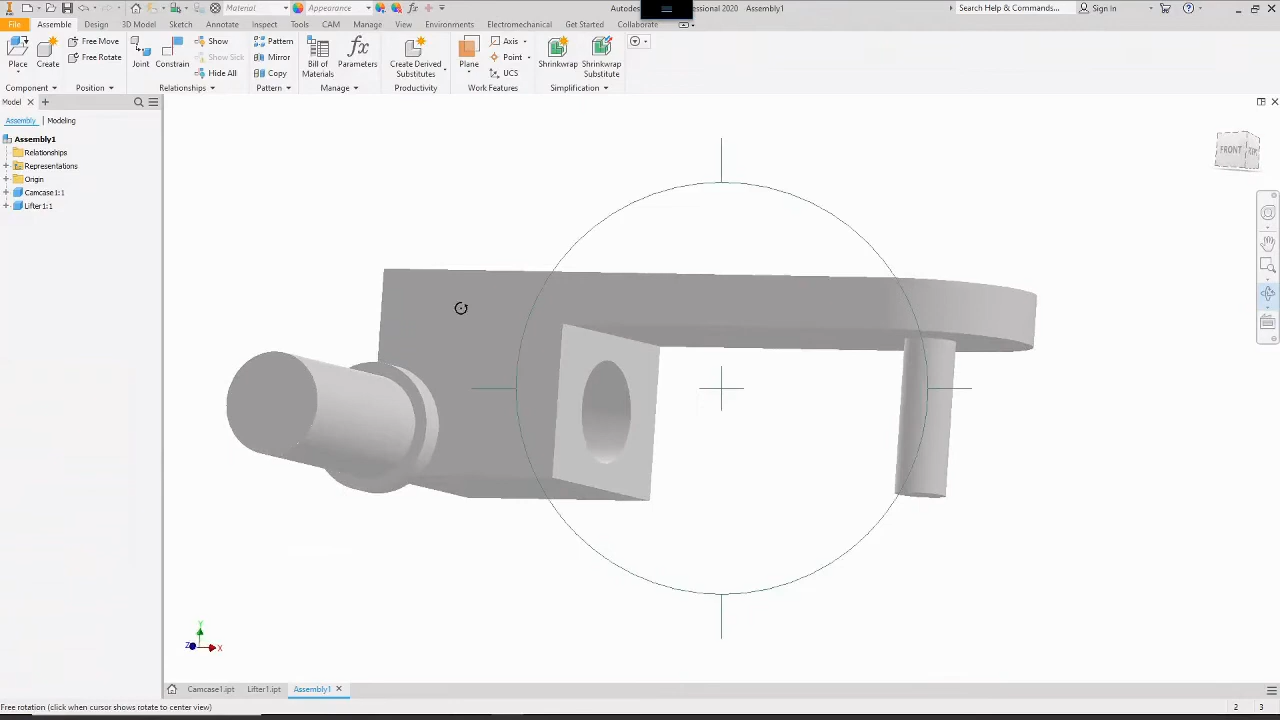 Material
Appearance
Autodes
essional 2020 Assembly1
Search Help & Commands...
Sign In
File Assemble Design 3D Model Sketch Annotate Inspect Tools CAM Manage View Environments Electromechanical Get Started Collaborate
Place
Create
Free Move
Free Rotate
Joint
Constrain
Show
Show Sick
Hide All
Pattern
Mirror
Copy
Bill of
Materials
fx
Parameters
Create Derived
Substitutes
Plane
Axis
Point
UCS
Shrinkwrap
Shrinkwrap
Substitute
Component Position Relationships Pattern Manage Productivity Work Features Simplification
Model
Assembly Modeling
Assembly1
Relationships
Representations
Origin
Camcase1:1
Lifter1:1
FRONT
Y
Z
X
Camcase1.ipt Lifter1.ipt Assembly1
Free rotation (click when cursor shows rotate to center view)
2 3